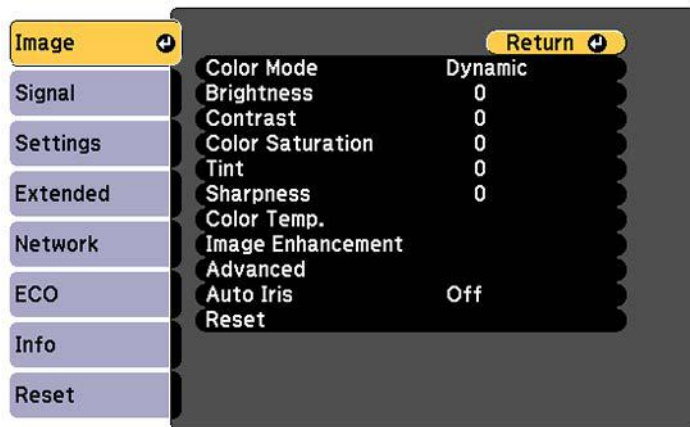 Image
Signal
Settings
Extended
Network
ECO
Info
Reset
Return
Color Mode Dynamic
Brightness 0
Contrast 0
Color Saturation 0
Tint 0
Sharpness 0
Color Temp.
Image Enhancement
Advanced
Auto Iris Off
Reset